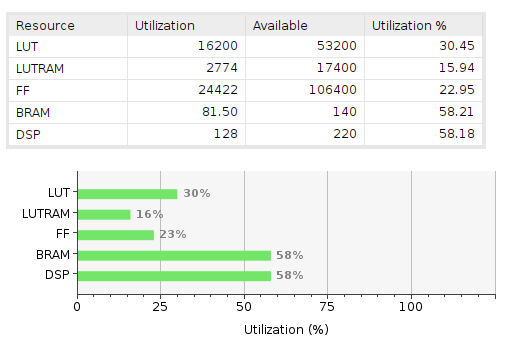 Resource Utilization Available Utilization %
LUT 16200 53200 30.45
LUTRAM 2774 17400 15.94
FF 24422 106400 22.95
BRAM 81.50 140 58.21
DSP 128 220 58.18
LUT 30%
LUTRAM 16%
FF 23%
BRAM 58%
DSP 58%
0 25 50 75 100
Utilization (%)